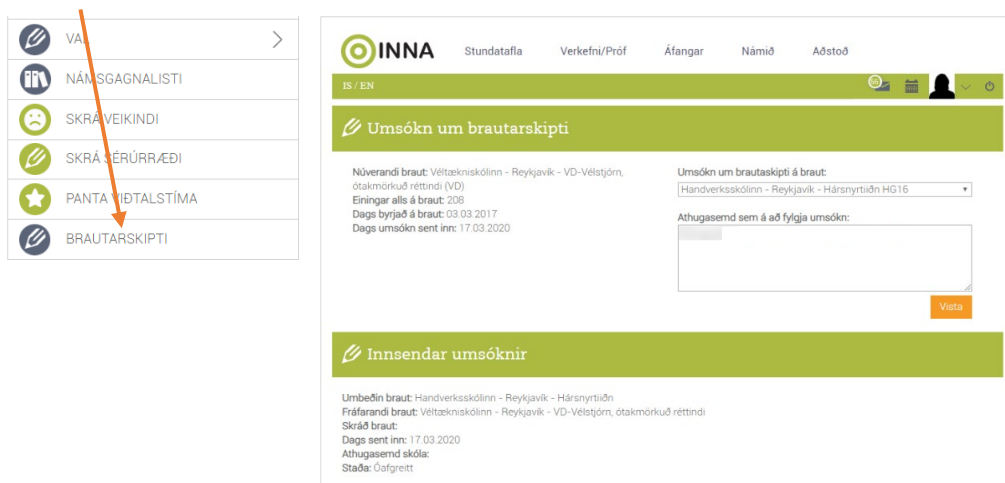 VAL
NÁMSGAGNALISTI
SKRÁ VEIKINDI
SKRÁ SÉRÚRRÆÐI
PANTA VIÐTALSTÍMA
BRAUTARSKIPTI
INNA
Stundatafla Verkefni/Próf Áfangar Námið Aðstoð
IS / EN
56
Umsókn um brautarskipti
Núverandi braut: Véltækniskólinn - Reykjavík - VD-Vélstjórn,
ótakmörkuð réttindi (VD)
Einingar alls á braut: 208
Dags byrjað á braut: 03.03.2017
Dags umsókn sent inn: 17.03.2020
Umsókn um brautaskipti á braut:
Handverksskólinn - Reykjavík - Hársnyrtiiðn HG16
Athugasemd sem á að fylgja umsókn:
Vista
Innsendar umsóknir
Umbeðin braut: Handverksskólinn - Reykjavík - Hársnyrtiiðn
Fráfarandi braut: Véltækniskólinn - Reykjavík - VD-Vélstjórn, ótakmörkuð réttindi
Skráð braut:
Dags sent inn: 17.03.2020
Athugasemd skóla:
Staða: Óafgreitt